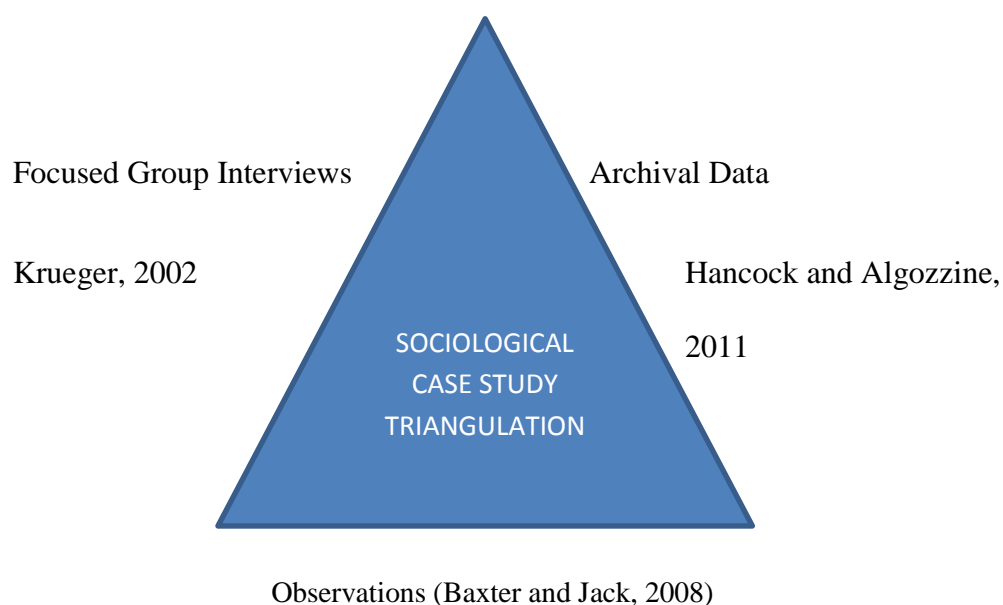 Focused Group Interviews
Archival Data
Krueger, 2002
Hancock and Algozzine,
2011
SOCIOLOGICAL
CASE STUDY
TRIANGULATION
Observations (Baxter and Jack, 2008)